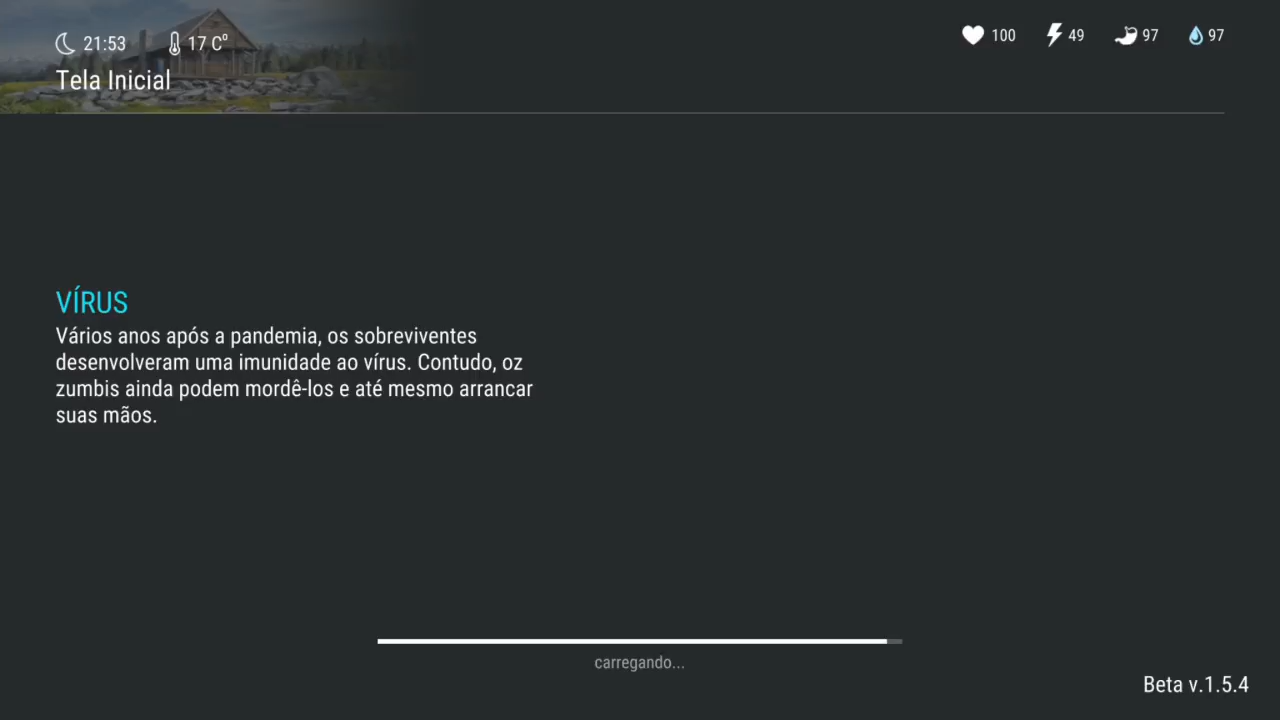 21:53 17 Cº
100 49 97 97
Tela Inicial
VÍRUS
Vários anos após a pandemia, os sobreviventes
desenvolveram uma imunidade ao vírus. Contudo, oz
zumbis ainda podem mordê-los e até mesmo arrancar
suas mãos.
carregando...
Beta v.1.5.4